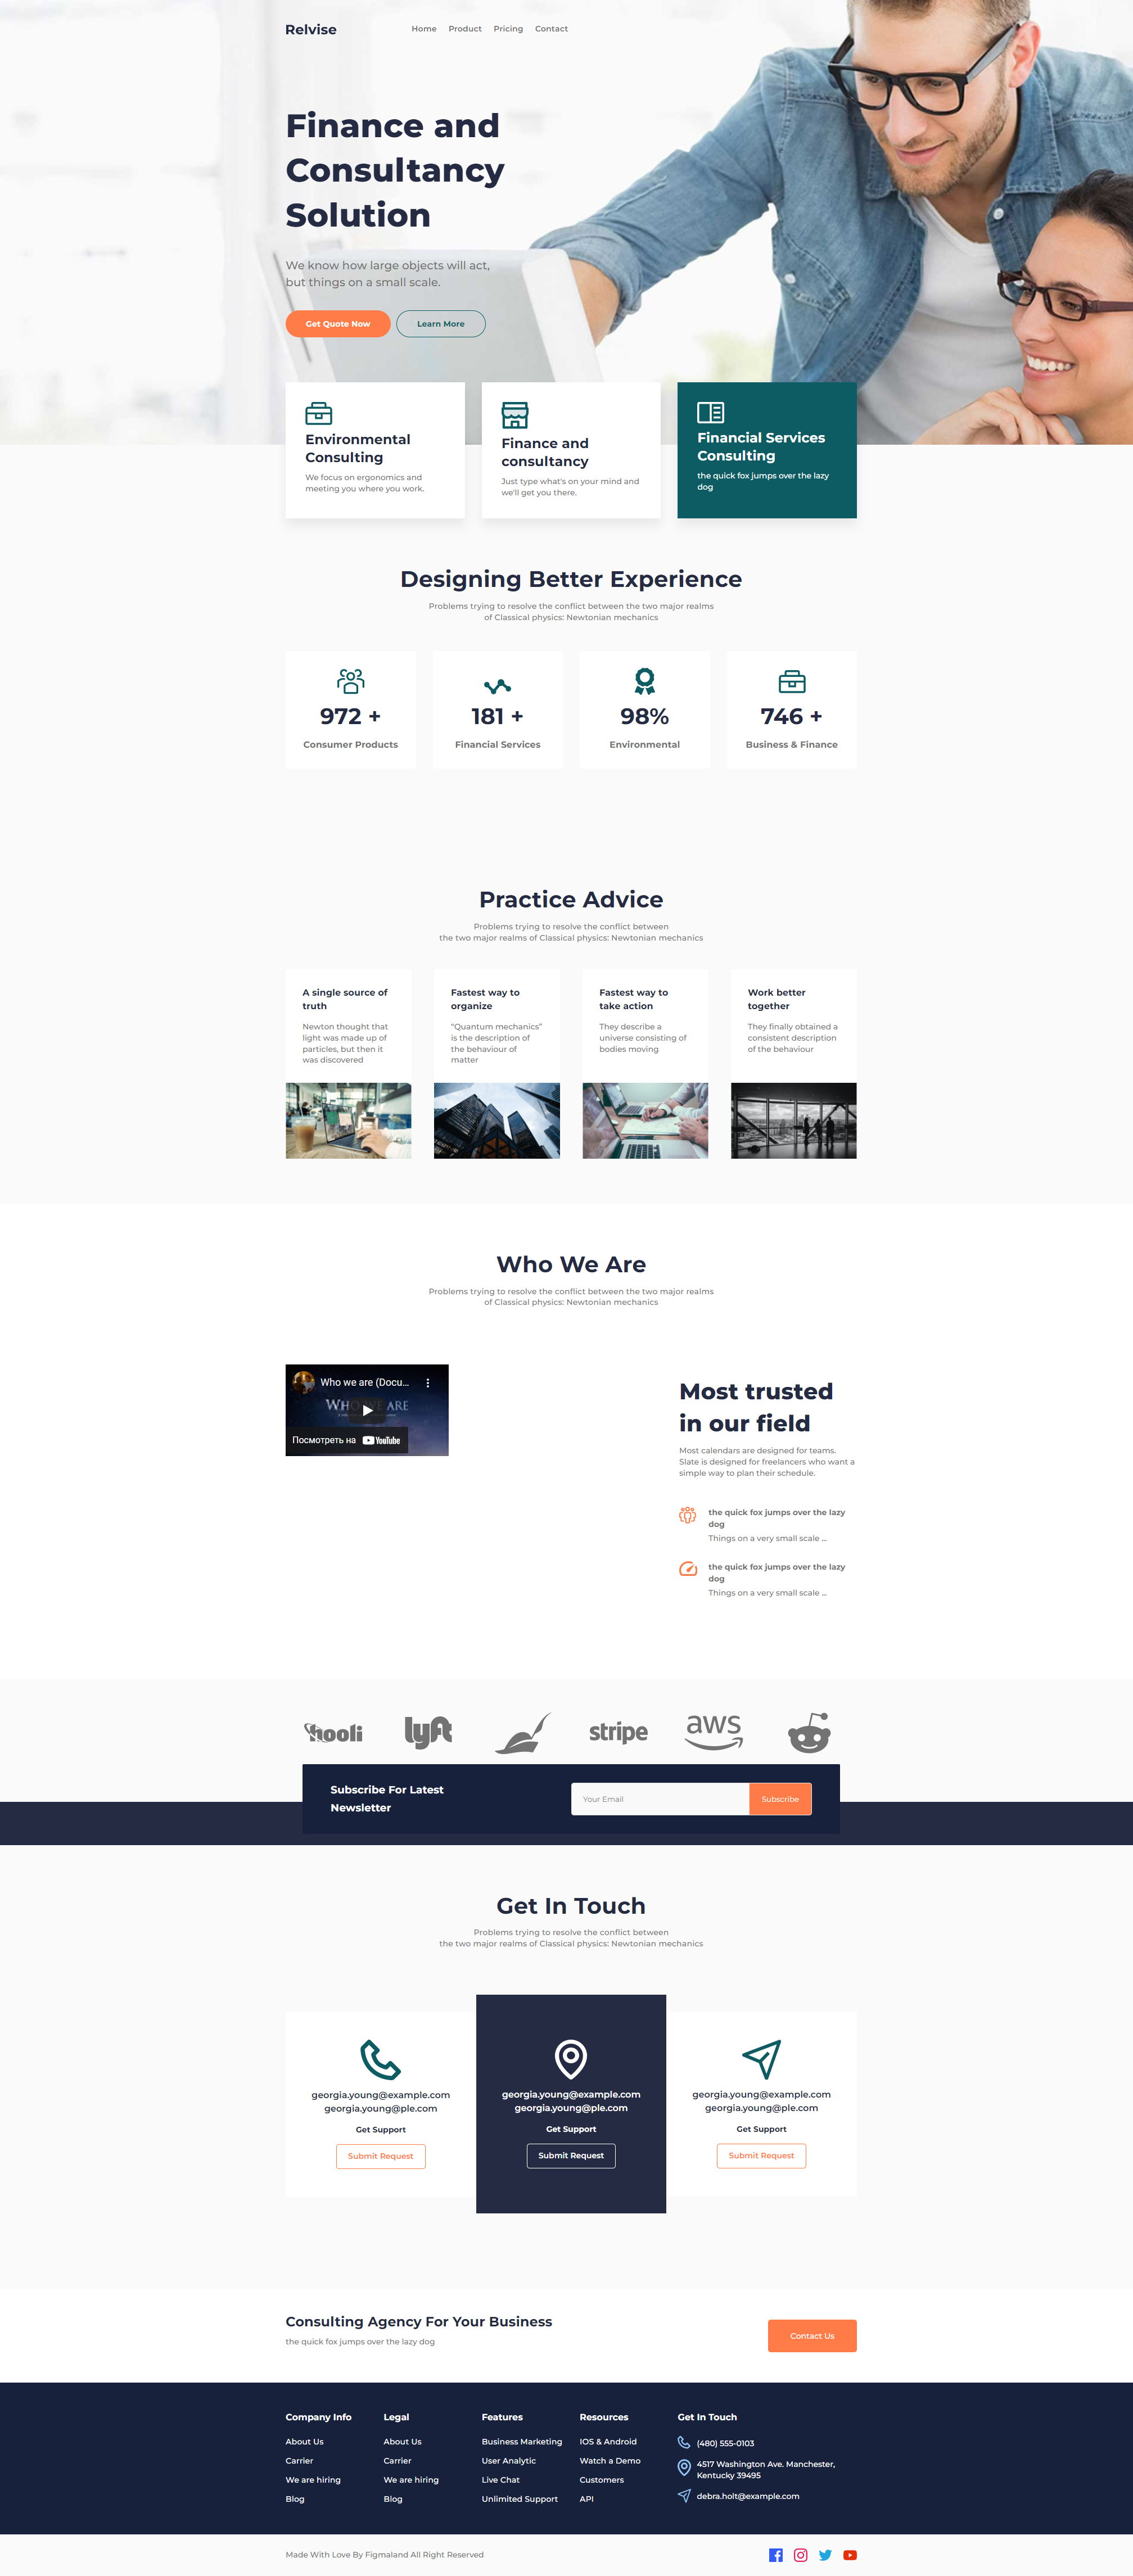 Relvise
Home Product Pricing Contact
Finance and
Consultancy
Solution
We know how large objects will act,
but things on a small scale.
Get Quote Now Learn More
Environmental
Consulting
We focus on ergonomics and
meeting you where you work.
Finance and
consultancy
Just type what's on your mind and
we'll get you there.
Financial Services
Consulting
the quick fox jumps over the lazy
dog
Designing Better Experience
Problems trying to resolve the conflict between the two major realms
of Classical physics: Newtonian mechanics
972 +
Consumer Products
181 +
Financial Services
98%
Environmental
746 +
Business & Finance
Practice Advice
Problems trying to resolve the conflict between
the two major realms of Classical physics: Newtonian mechanics
A single source of
truth
Newton thought that
light was made up of
particles, but then it
was discovered
Fastest way to
organize
“Quantum mechanics”
is the description of
the behaviour of
matter
Fastest way to
take action
They describe a
universe consisting of
bodies moving
Work better
together
They finally obtained a
consistent description
of the behaviour
Who We Are
Problems trying to resolve the conflict between the two major realms
of Classical physics: Newtonian mechanics
Who we are (Docu...
WHO WE ARE
Посмотреть на YouTube
Most trusted
in our field
Most calendars are designed for teams.
Slate is designed for freelancers who want a
simple way to plan their schedule.
the quick fox jumps over the lazy
dog
Things on a very small scale ...
the quick fox jumps over the lazy
dog
Things on a very small scale ...
hooli lyft stripe aws
Subscribe For Latest
Newsletter
Your Email Subscribe
Get In Touch
Problems trying to resolve the conflict between
the two major realms of Classical physics: Newtonian mechanics
georgia.young@example.com
georgia.young@ple.com
Get Support
Submit Request
georgia.young@example.com
georgia.young@ple.com
Get Support
Submit Request
georgia.young@example.com
georgia.young@ple.com
Get Support
Submit Request
Consulting Agency For Your Business
the quick fox jumps over the lazy dog
Contact Us
Company Info
About Us
Carrier
We are hiring
Blog
Legal
About Us
Carrier
We are hiring
Blog
Features
Business Marketing
User Analytic
Live Chat
Unlimited Support
Resources
IOS & Android
Watch a Demo
Customers
API
Get In Touch
(480) 555-0103
4517 Washington Ave. Manchester,
Kentucky 39495
debra.holt@example.com
Made With Love By Figmaland All Right Reserved